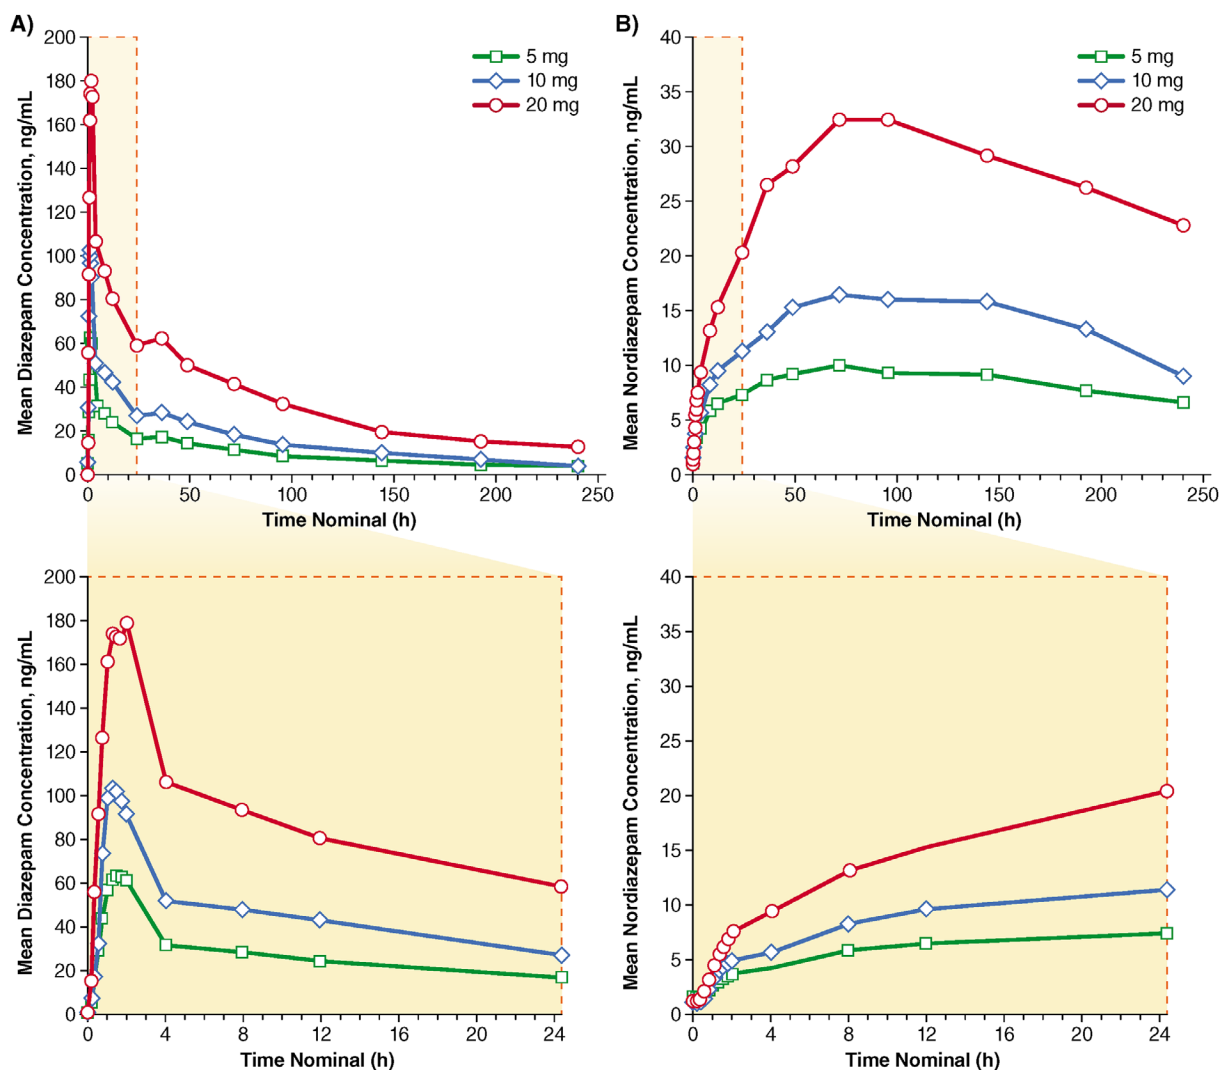 A)
200
180
160
140
120
100
80
60
40
20
0
Mean Diazepam Concentration, ng/mL
5 mg
10 mg
20 mg
0 50 100 150 200 250
Time Nominal (h)
B)
40
35
30
25
20
15
10
5
0
Mean Nordiazepam Concentration, ng/mL
5 mg
10 mg
20 mg
0 50 100 150 200 250
Time Nominal (h)
200
180
160
140
120
100
80
60
40
20
0
Mean Diazepam Concentration, ng/mL
0 4 8 12 16 20 24
Time Nominal (h)
40
35
30
25
20
15
10
5
0
Mean Nordiazepam Concentration, ng/mL
0 4 8 12 16 20 24
Time Nominal (h)